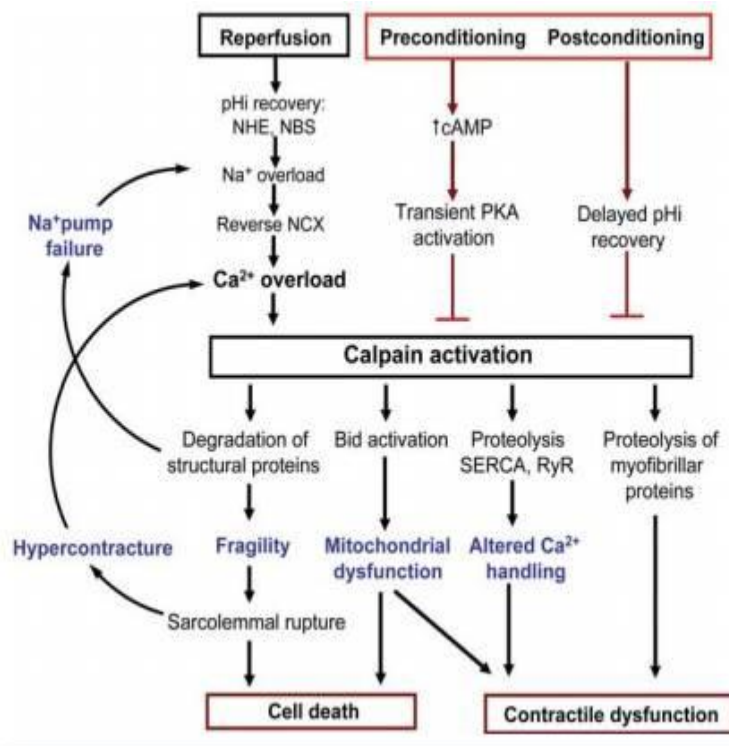 Reperfusion
Preconditioning Postconditioning
pHi recovery:
NHE, NBS
↑cAMP
Na⁺ overload
Na⁺pump
failure
Reverse NCX
Transient PKA
activation
Delayed pHi
recovery
Ca²⁺ overload
Calpain activation
Degradation of
structural proteins
Bid activation
Proteolysis
SERCA, RyR
Proteolysis of
myofibrillar
proteins
Hypercontracture
Fragility
Mitochondrial
dysfunction
Altered Ca²⁺
handling
Sarcolemmal rupture
Cell death
Contractile dysfunction